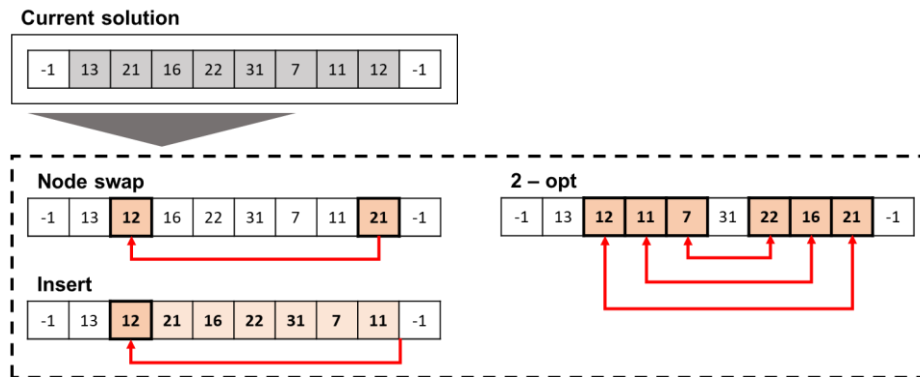 Current solution
-1 13 21 16 22 31 7 11 12 -1
Node swap
-1 13 12 16 22 31 7 11 21 -1
Insert
-1 13 12 21 16 22 31 7 11 -1
2 – opt
-1 13 12 11 7 31 22 16 21 -1